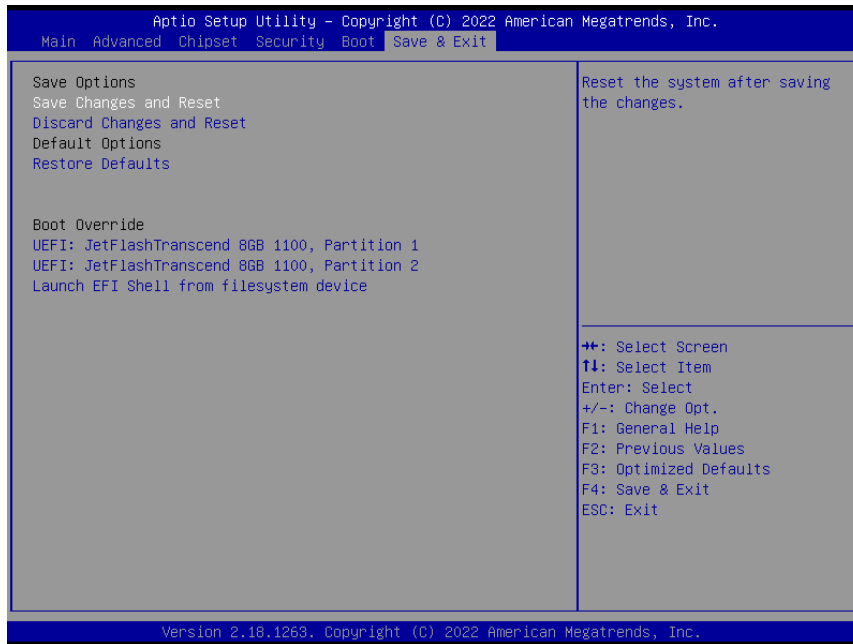 Aptio Setup Utility – Copyright (C) 2022 American Megatrends, Inc.
Main Advanced Chipset Security Boot Save & Exit
Save Options
Save Changes and Reset
Discard Changes and Reset
Default Options
Restore Defaults
Boot Override
UEFI: JetFlashTranscend 8GB 1100, Partition 1
UEFI: JetFlashTranscend 8GB 1100, Partition 2
Launch EFI Shell from filesystem device
Reset the system after saving
the changes.
→←: Select Screen
↑↓: Select Item
Enter: Select
+/-: Change Opt.
F1: General Help
F2: Previous Values
F3: Optimized Defaults
F4: Save & Exit
ESC: Exit
Version 2.18.1263. Copyright (C) 2022 American Megatrends, Inc.